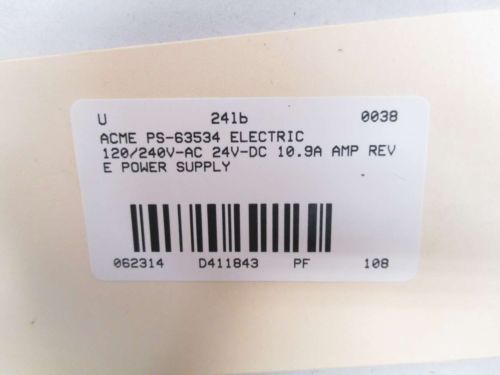 U 24lb 0038
ACME PS-63534 ELECTRIC
120/240V-AC 24V-DC 10.9A AMP REV
E POWER SUPPLY
062314 D411843 PF 108